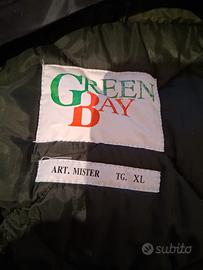 GREEN
BAY
ART. MISTER TG. XL
subito